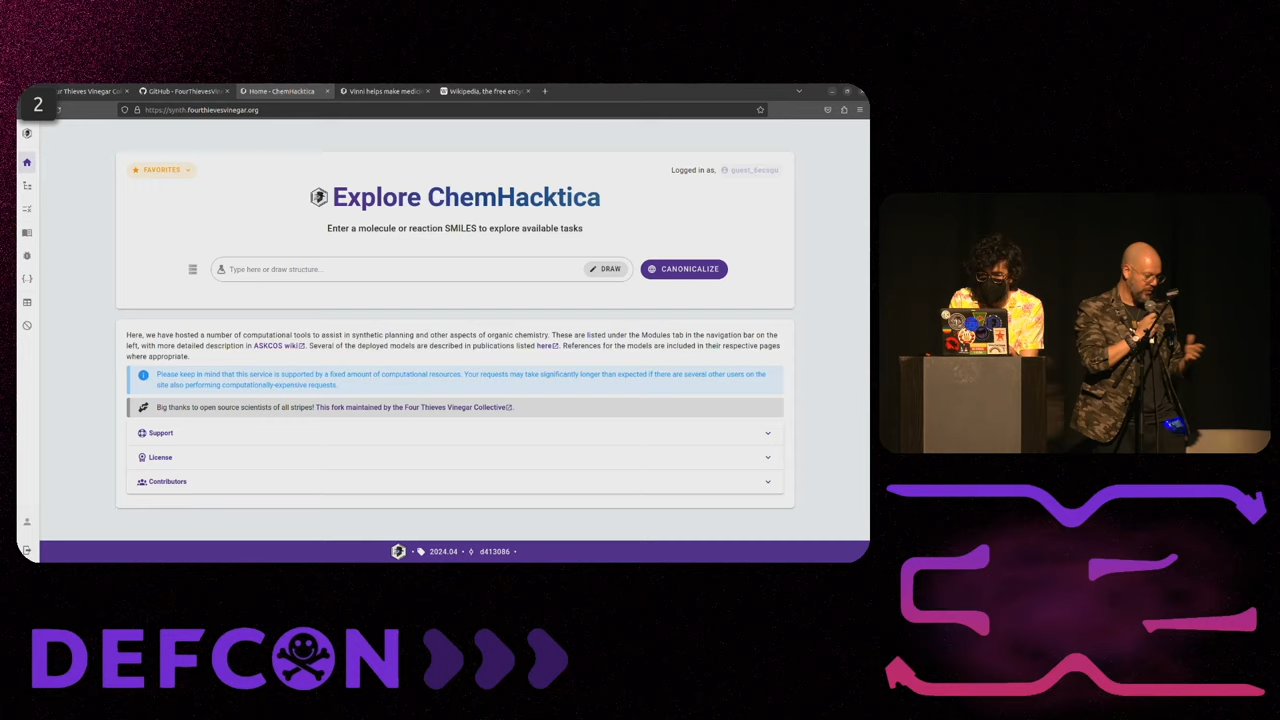 2
Four Thieves Vinegar Col
GitHub - FourThievesVin
Home - ChemHacktica
Vinni helps make medici
Wikipedia, the free ency
https://synth.fourthievesvinegar.org
FAVORITES
Logged in as, guest_6ecsgu
Explore ChemHacktica
Enter a molecule or reaction SMILES to explore available tasks
Type here or draw structure...
DRAW
CANONICALIZE
Here, we have hosted a number of computational tools to assist in synthetic planning and other aspects of organic chemistry. These are listed under the Modules tab in the navigation bar on the
left, with more detailed description in ASKCOS wiki. Several of the deployed models are described in publications listed here. References for the models are included in their respective pages
where appropriate.
Please keep in mind that this service is supported by a fixed amount of computational resources. Your requests may take significantly longer than expected if there are several other users on the
site also performing computationally-expensive requests.
Big thanks to open source scientists of all stripes! This fork maintained by the Four Thieves Vinegar Collective.
Support
License
Contributors
• 2024.04 • d413086 •
DEFCON